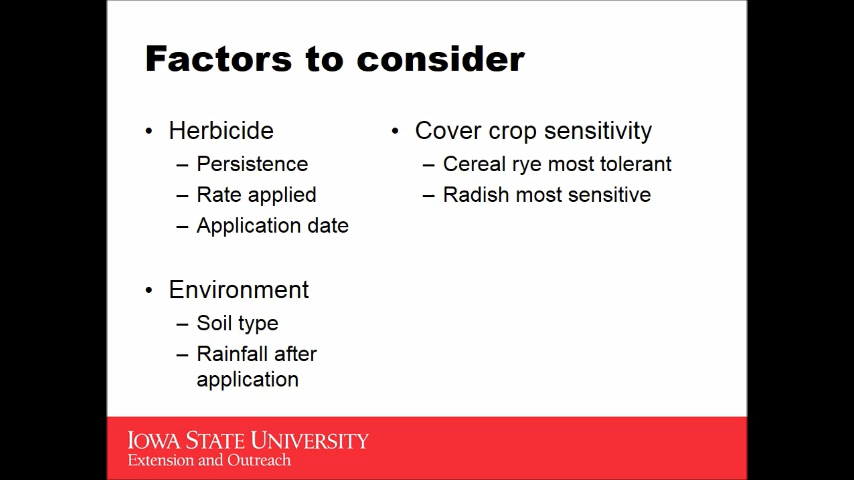 Factors to consider
• Herbicide
– Persistence
– Rate applied
– Application date
• Environment
– Soil type
– Rainfall after
application
• Cover crop sensitivity
– Cereal rye most tolerant
– Radish most sensitive
IOWA STATE UNIVERSITY
Extension and Outreach